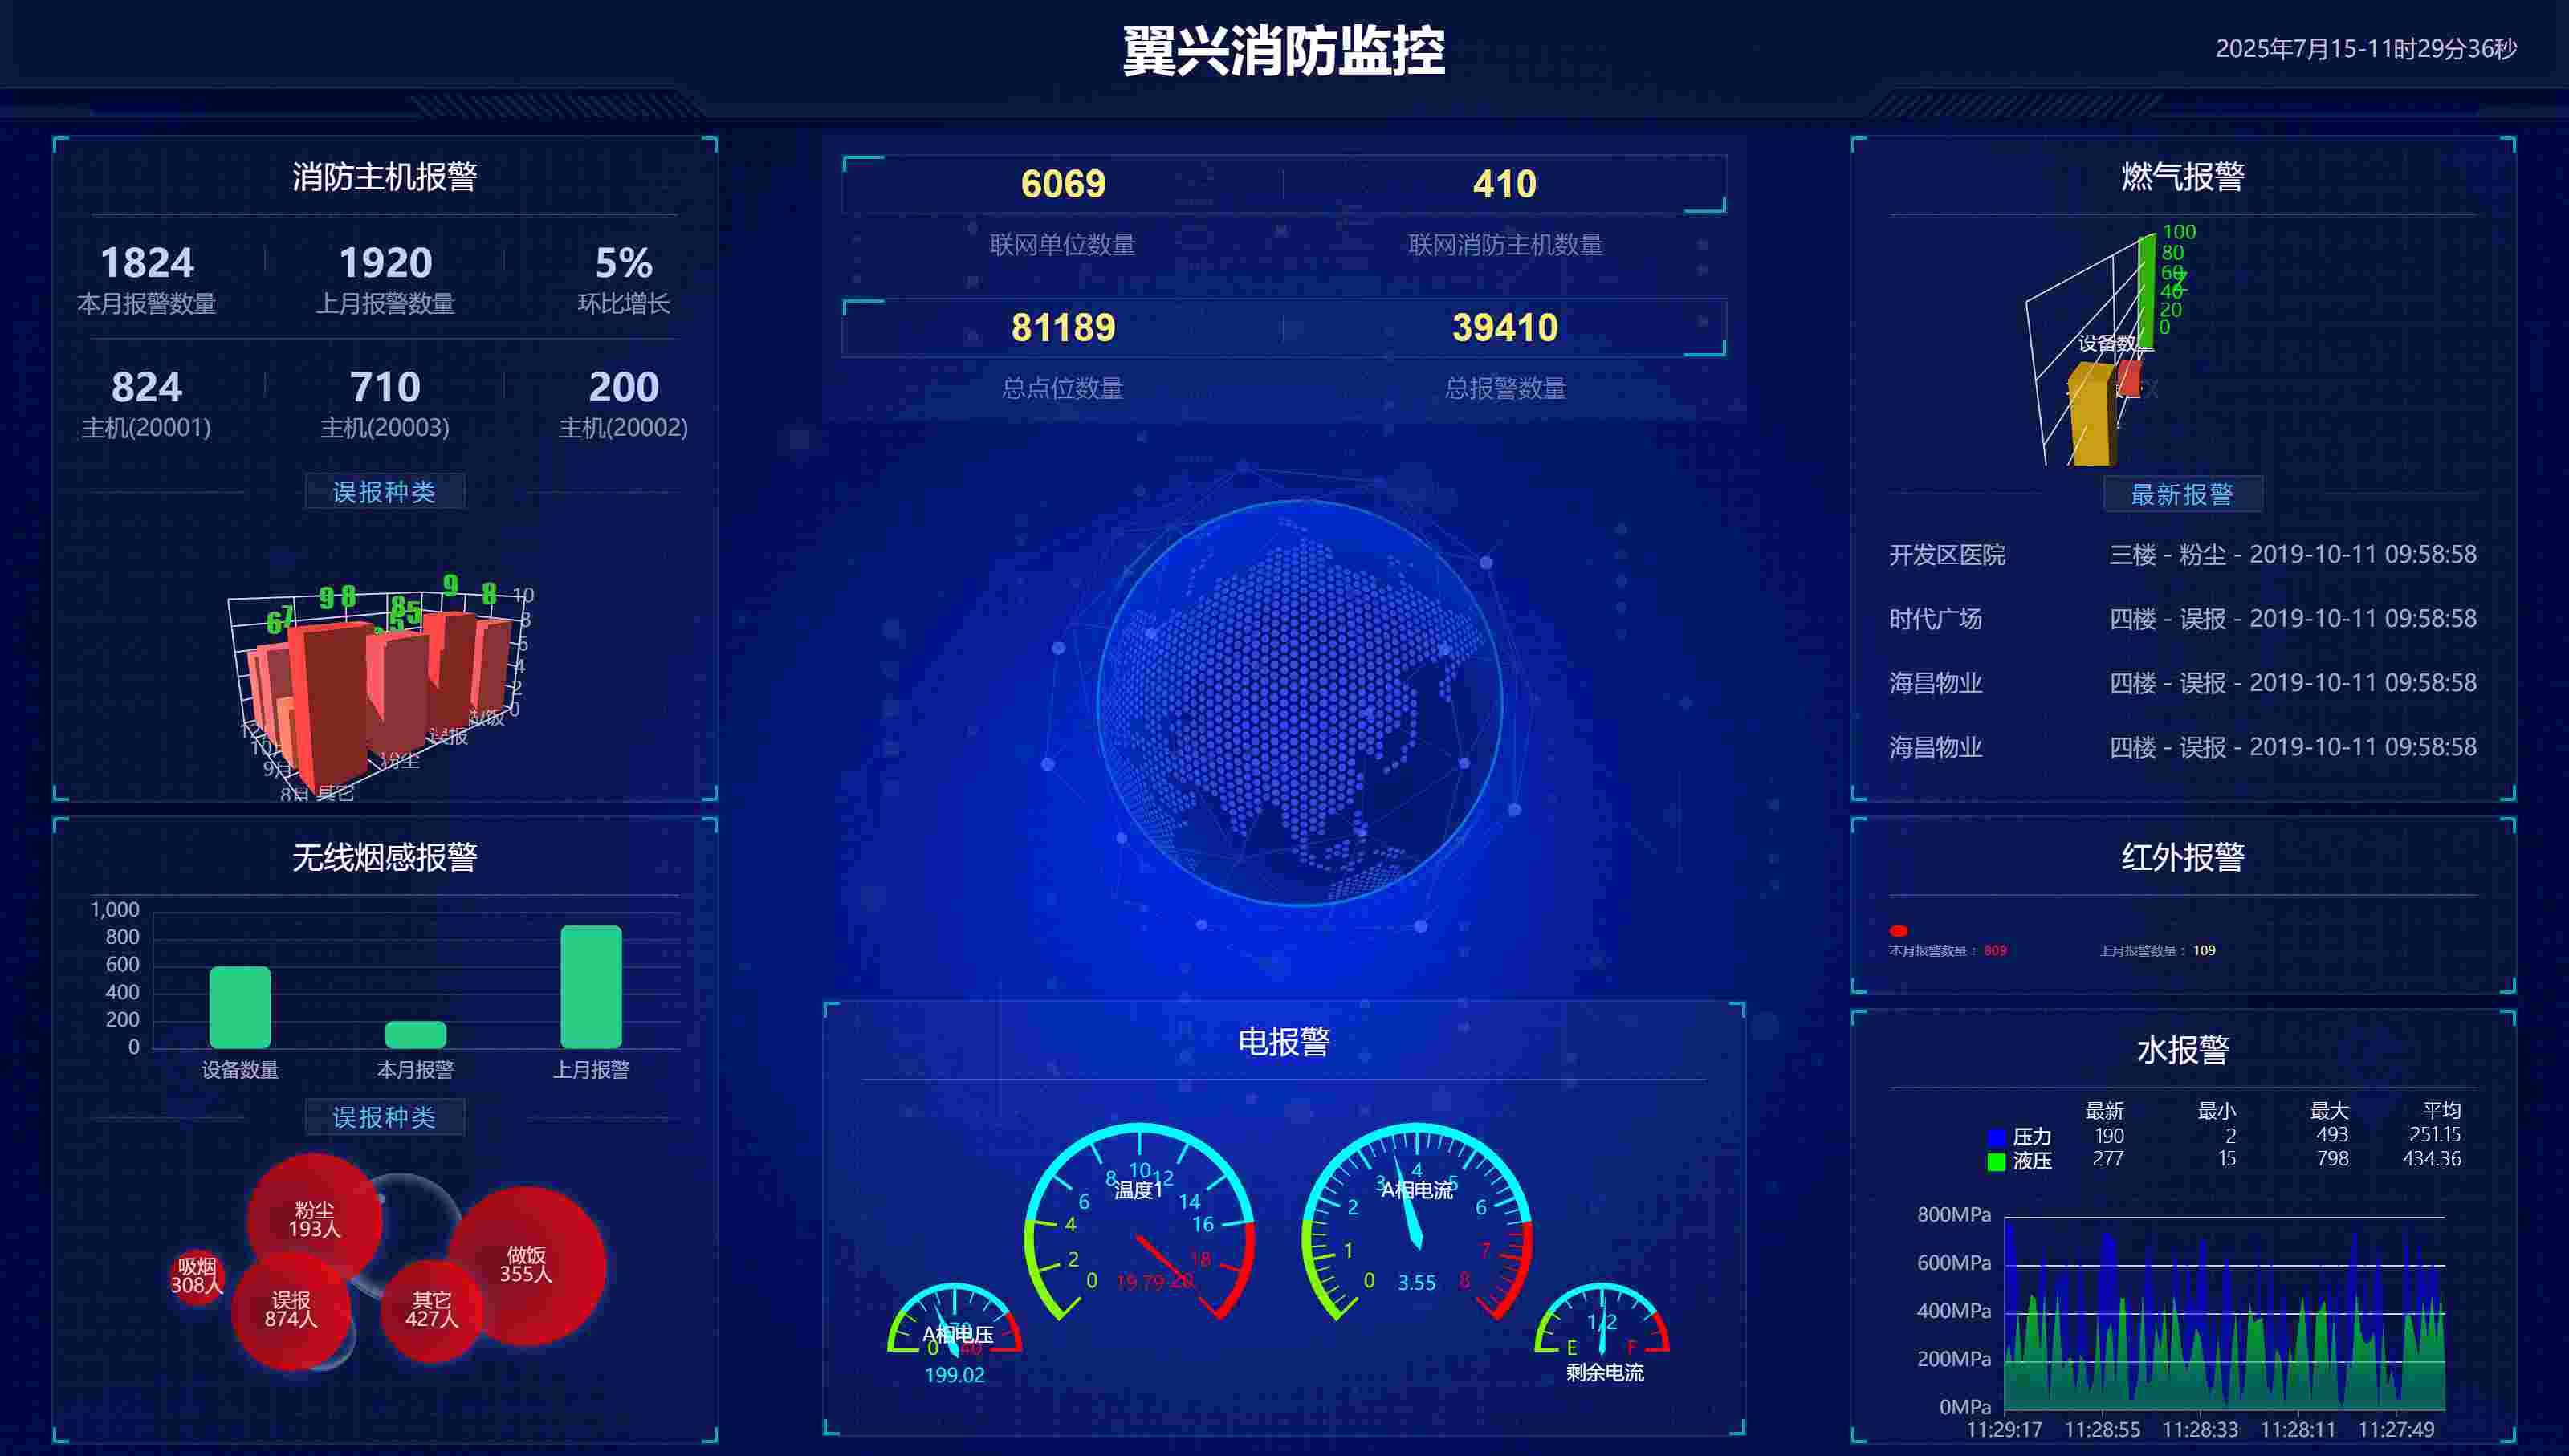 翼兴消防监控
2025年7月15-11时29分36秒
消防主机报警
1824 1920 5%
本月报警数量 上月报警数量 环比增长
824 710 200
主机(20001) 主机(20003) 主机(20002)
误报种类
6 7 9 8 8 5 9 8
10
8
6
4
2
0
做饭
误报
粉尘
其它
9月
8月
无线烟感报警
1,000
800
600
400
200
0
设备数量 本月报警 上月报警
误报种类
粉尘
193人
吸烟
308人
误报
874人
其它
427人
做饭
355人
6069 410
联网单位数量 联网消防主机数量
81189 39410
总点位数量 总报警数量
电报警
0 2 4 6 8 10 12 14 16 18 20
温度1
19.79
0 1 2 3 4 5 6 7 8
A相电流
3.55
A相电压
0 40
199.02
E 1/2 F
剩余电流
燃气报警
100
80
60
40
20
0
设备数量
最新报警
开发区医院 三楼 - 粉尘 - 2019-10-11 09:58:58
时代广场 四楼 - 误报 - 2019-10-11 09:58:58
海昌物业 四楼 - 误报 - 2019-10-11 09:58:58
海昌物业 四楼 - 误报 - 2019-10-11 09:58:58
红外报警
本月报警数量： 809 上月报警数量： 109
水报警
最新 最小 最大 平均
压力 190 2 493 251.15
液压 277 15 798 434.36
800MPa
600MPa
400MPa
200MPa
0MPa
11:29:17 11:28:55 11:28:33 11:28:11 11:27:49